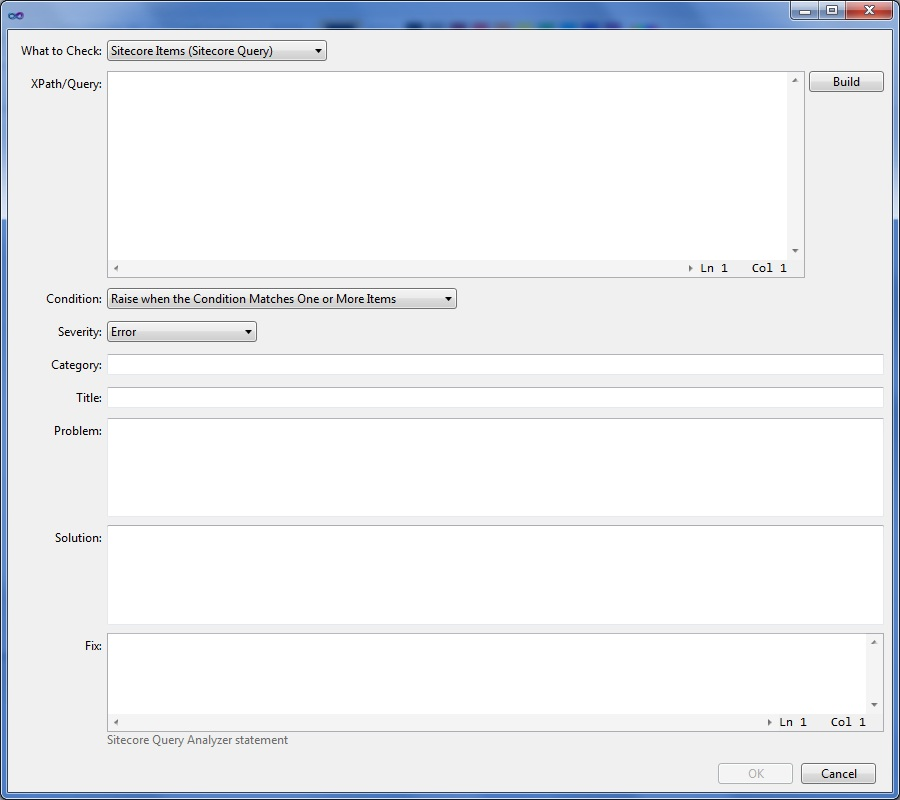 What to Check: Sitecore Items (Sitecore Query)
XPath/Query:
Build
Ln 1 Col 1
Condition: Raise when the Condition Matches One or More Items
Severity: Error
Category:
Title:
Problem:
Solution:
Fix:
Ln 1 Col 1
Sitecore Query Analyzer statement
OK Cancel